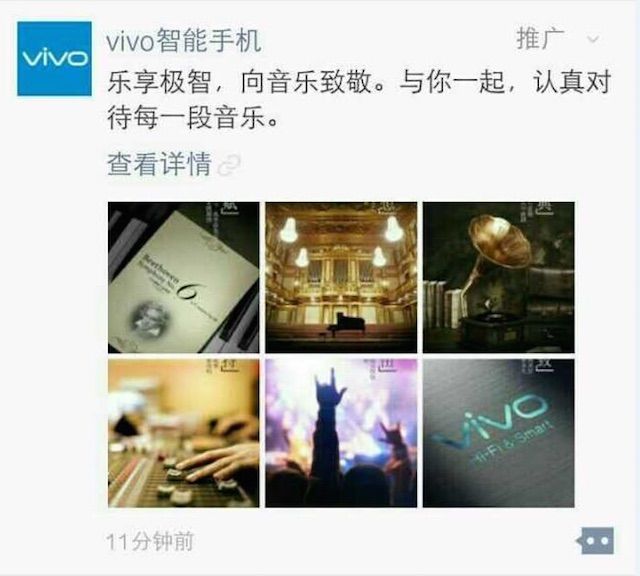 vivo
vivo智能手机
推广
乐享极智，向音乐致敬。与你一起，认真对
待每一段音乐。
查看详情
Beethoven
Symphony No.
6
vivo
Hi-Fi & Smart
11分钟前